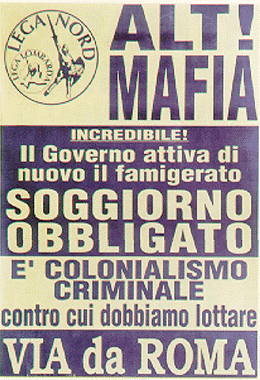 LEGA NORD
LEGA LOMBARDA
ALT!
MAFIA
INCREDIBILE!
Il Governo attiva di
nuovo il famigerato
SOGGIORNO
OBBLIGATO
E' COLONIALISMO
CRIMINALE
contro cui dobbiamo lottare
VIA da ROMA